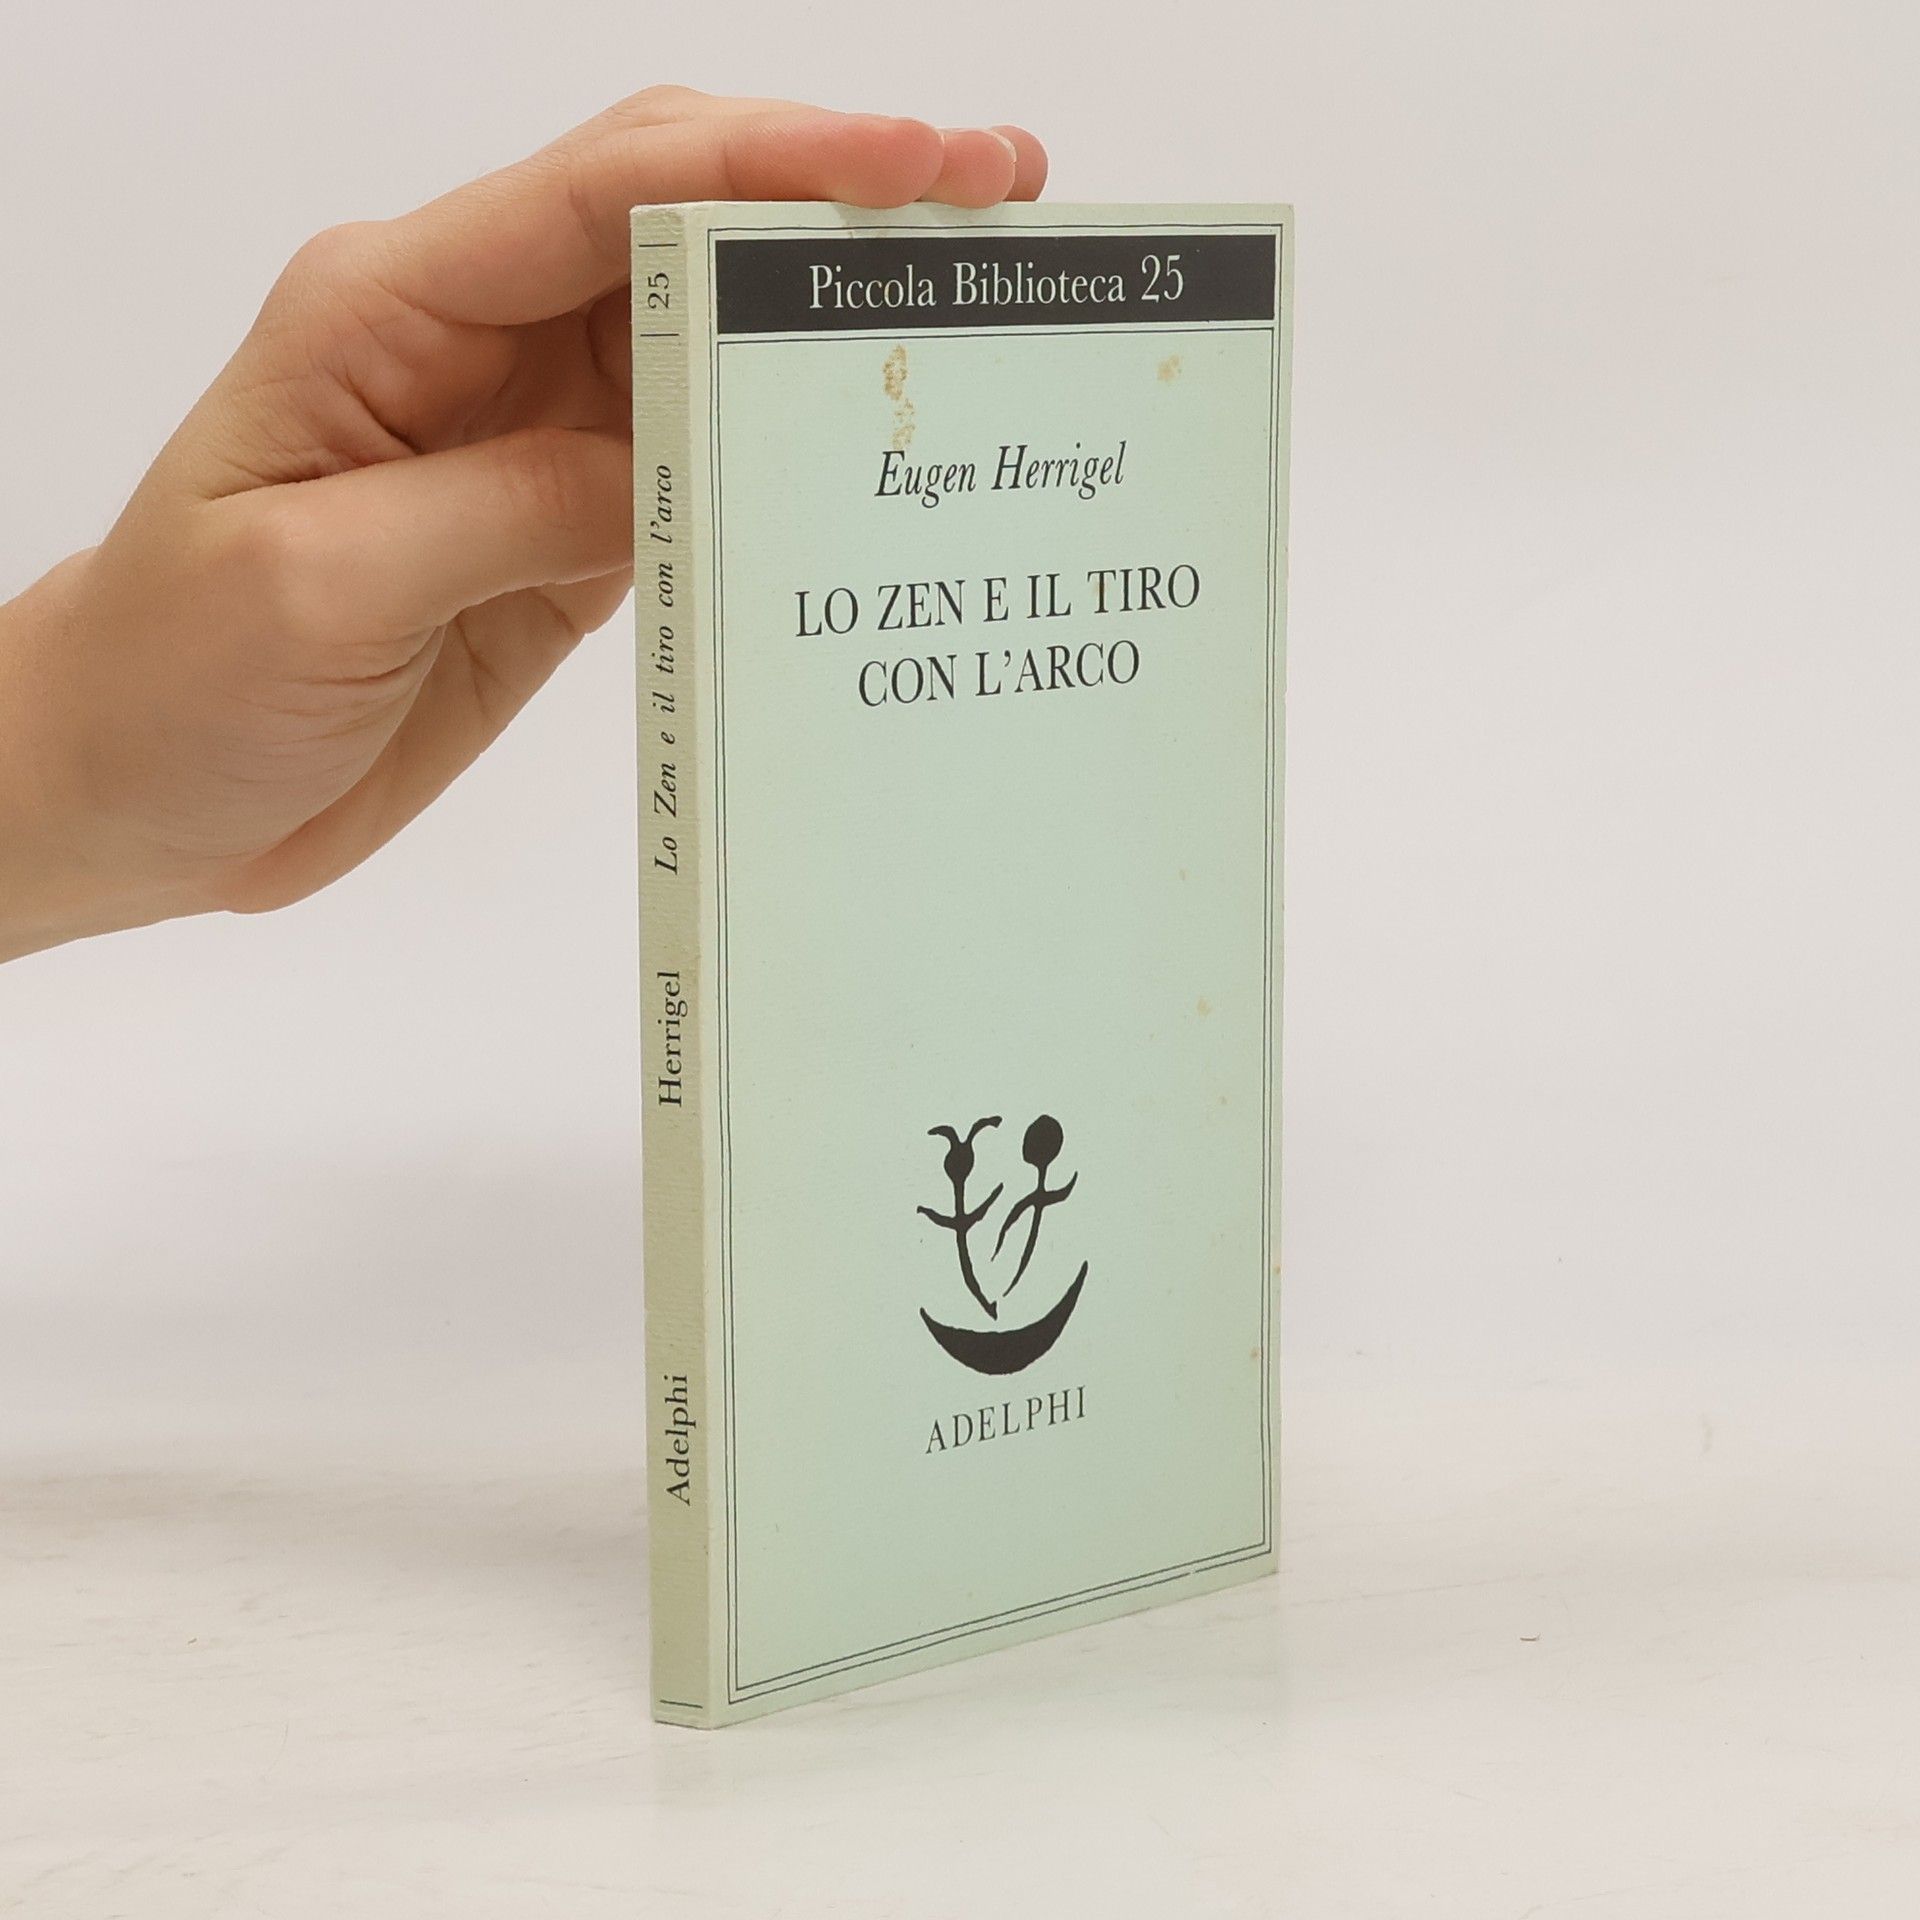 Piccola Biblioteca 25
Eugen Herrigel
LO ZEN E IL TIRO
CON L'ARCO
ADELPHI
Adelphi Herrigel Lo Zen e il tiro con l'arco 25